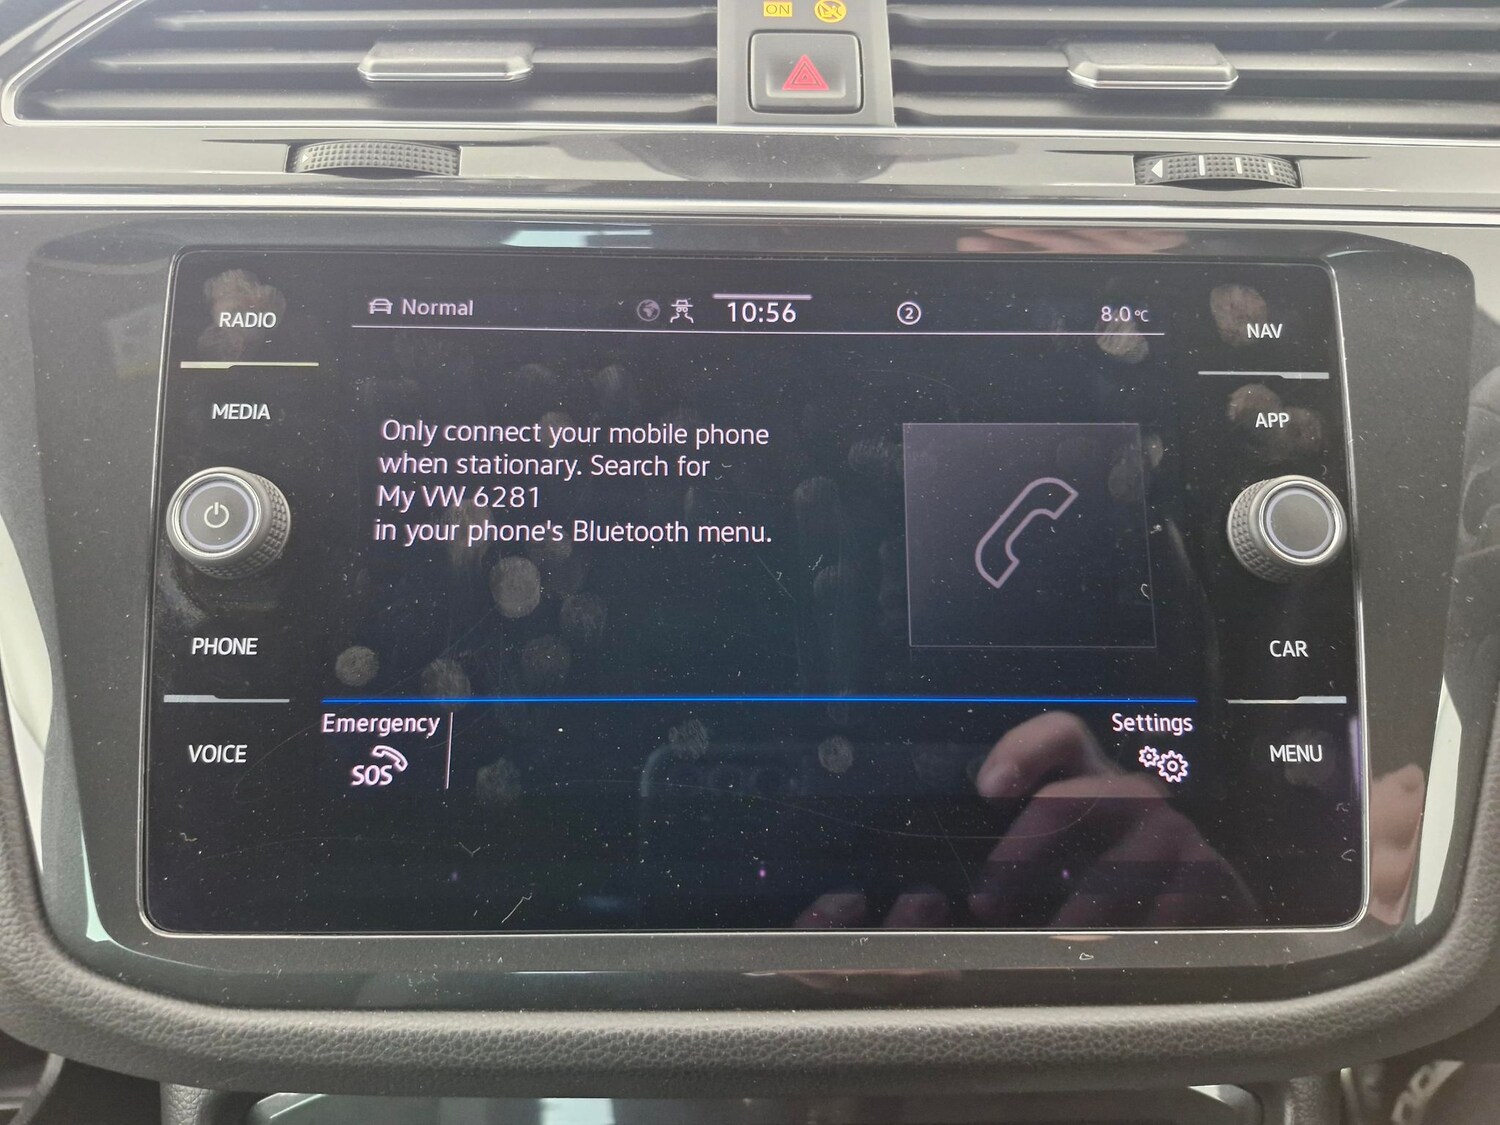 ON
RADIO
Normal
10:56
2
8.0°C
NAV
MEDIA
APP
Only connect your mobile phone
when stationary. Search for
My VW 6281
in your phone's Bluetooth menu.
PHONE
CAR
Emergency
SOS
Settings
VOICE
MENU